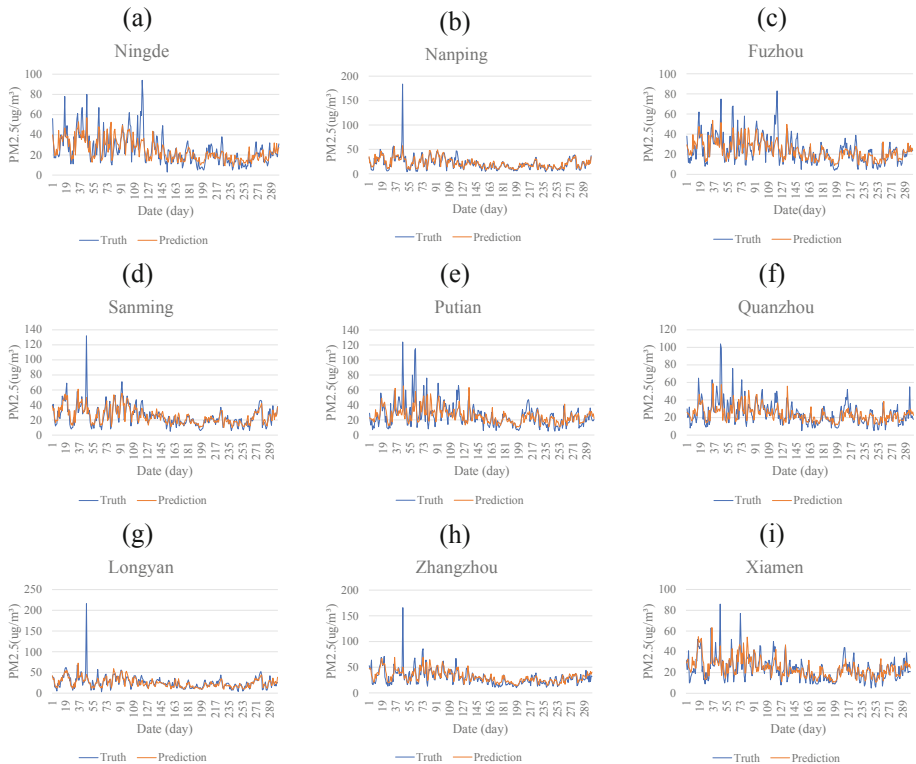 (a)
Ningde
PM2.5(ug/m³)
100
80
60
40
20
0
1 19 37 55 73 91 109 127 145 163 181 199 217 235 253 271 289
Date (day)
Truth Prediction
(b)
Nanping
PM2.5(ug/m³)
200
150
100
50
0
1 19 37 55 73 91 109 127 145 163 181 199 217 235 253 271 289
Date (day)
Truth Prediction
(c)
Fuzhou
PM2.5(ug/m³)
100
80
60
40
20
0
1 19 37 55 73 91 109 127 145 163 181 199 217 235 253 271 289
Date(day)
Truth Prediction
(d)
Sanming
PM2.5(ug/m³)
140
120
100
80
60
40
20
0
1 19 37 55 73 91 109 127 145 163 181 199 217 235 253 271 289
Date (day)
Truth Prediction
(e)
Putian
PM2.5(ug/m³)
140
120
100
80
60
40
20
0
1 19 37 55 73 91 109 127 145 163 181 199 217 235 253 271 289
Date (day)
Truth Prediction
(f)
Quanzhou
PM2.5(ug/m³)
120
100
80
60
40
20
0
1 19 37 55 73 91 109 127 145 163 181 199 217 235 253 271 289
Date (day)
Truth Prediction
(g)
Longyan
PM2.5(ug/m³)
250
200
150
100
50
0
1 19 37 55 73 91 109 127 145 163 181 199 217 235 253 271 289
Date (day)
Truth Prediction
(h)
Zhangzhou
PM2.5(ug/m³)
200
150
100
50
0
1 19 37 55 73 91 109 127 145 163 181 199 217 235 253 271 289
Date (day)
Truth Prediction
(i)
Xiamen
PM2.5(ug/m³)
100
80
60
40
20
0
1 19 37 55 73 91 109 127 145 163 181 199 217 235 253 271 289
Date (day)
Truth Prediction